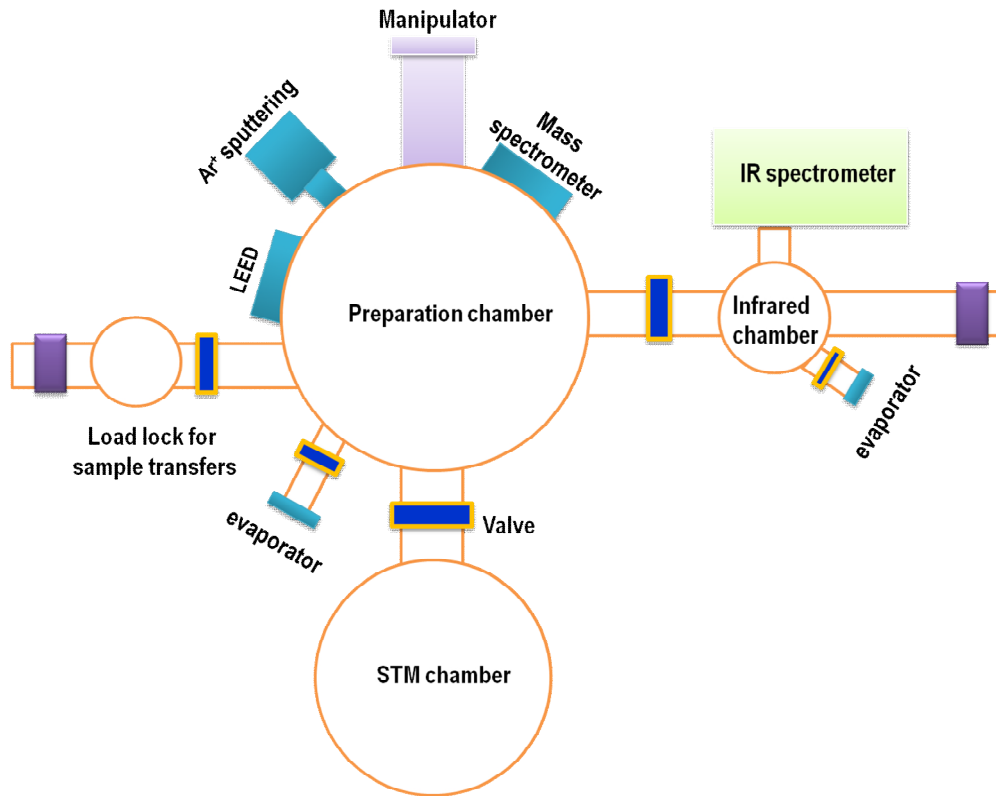 Manipulator
Ar⁺ sputtering
Mass
spectrometer
IR spectrometer
LEED
Preparation chamber
Infrared
chamber
Load lock for
sample transfers
evaporator
evaporator
Valve
STM chamber